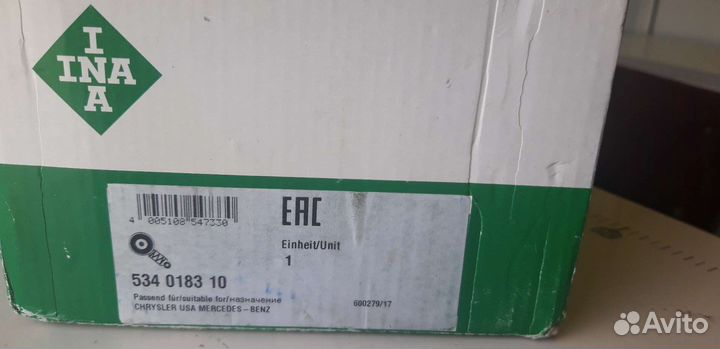 I
INA
A
4 005108 547330
EAC
Einheit/Unit
1
534 0183 10
Passend für/suitable for/назначение
CHRYSLER USA MERCEDES-BENZ
600279/17
Avito